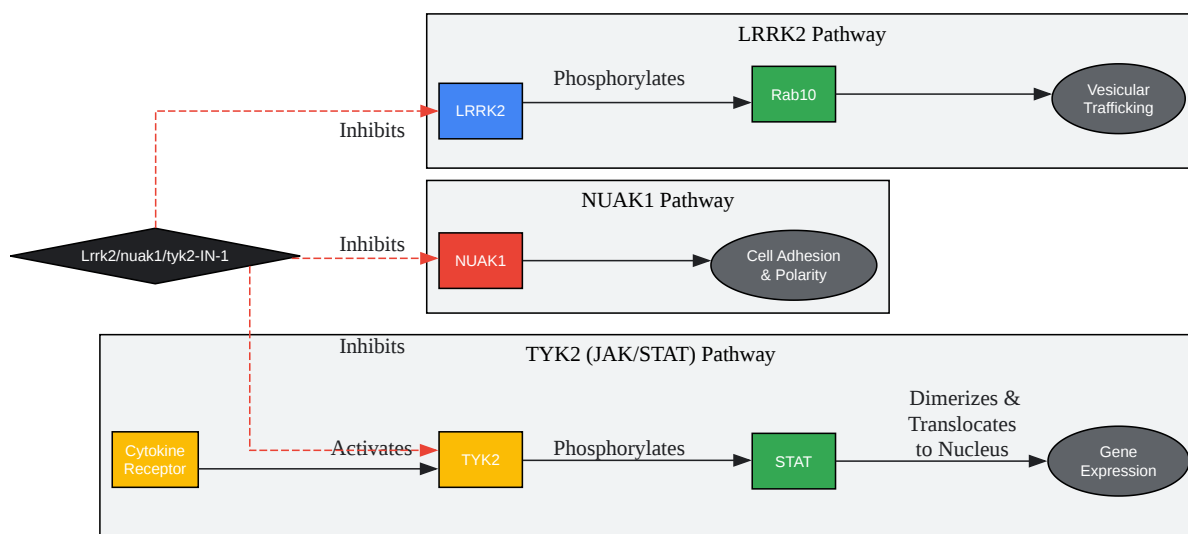 LRRK2 Pathway
Phosphorylates
LRRK2
Rab10
Vesicular
Trafficking
Inhibits
NUAK1 Pathway
Lrrk2/nuak1/tyk2-IN-1
Inhibits
NUAK1
Cell Adhesion
& Polarity
Inhibits
TYK2 (JAK/STAT) Pathway
Cytokine
Receptor
Activates
TYK2
Phosphorylates
STAT
Dimerizes &
Translocates
to Nucleus
Gene
Expression